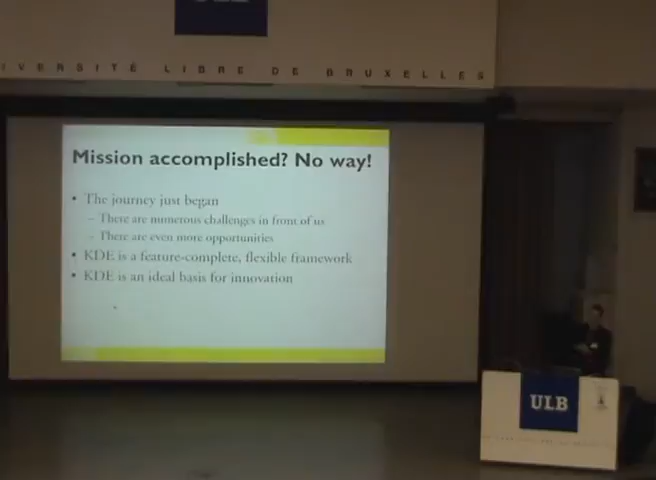 IVERSITÉ LIBRE DE BRUXELLES
Mission accomplished? No way!
• The journey just began
– There are numerous challenges in front of us
– There are even more opportunities
• KDE is a feature-complete, flexible framework
• KDE is an ideal basis for innovation
ULB